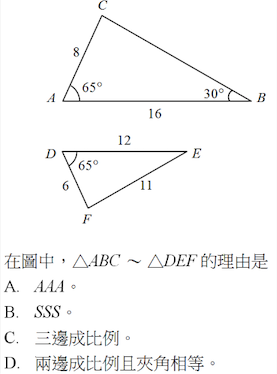 C
8
65°
30°
A
B
16
12
D
E
65°
6
11
F
在圖中，△ABC ～ △DEF 的理由是
A. AAA。
B. SSS。
C. 三邊成比例。
D. 兩邊成比例且夾角相等。